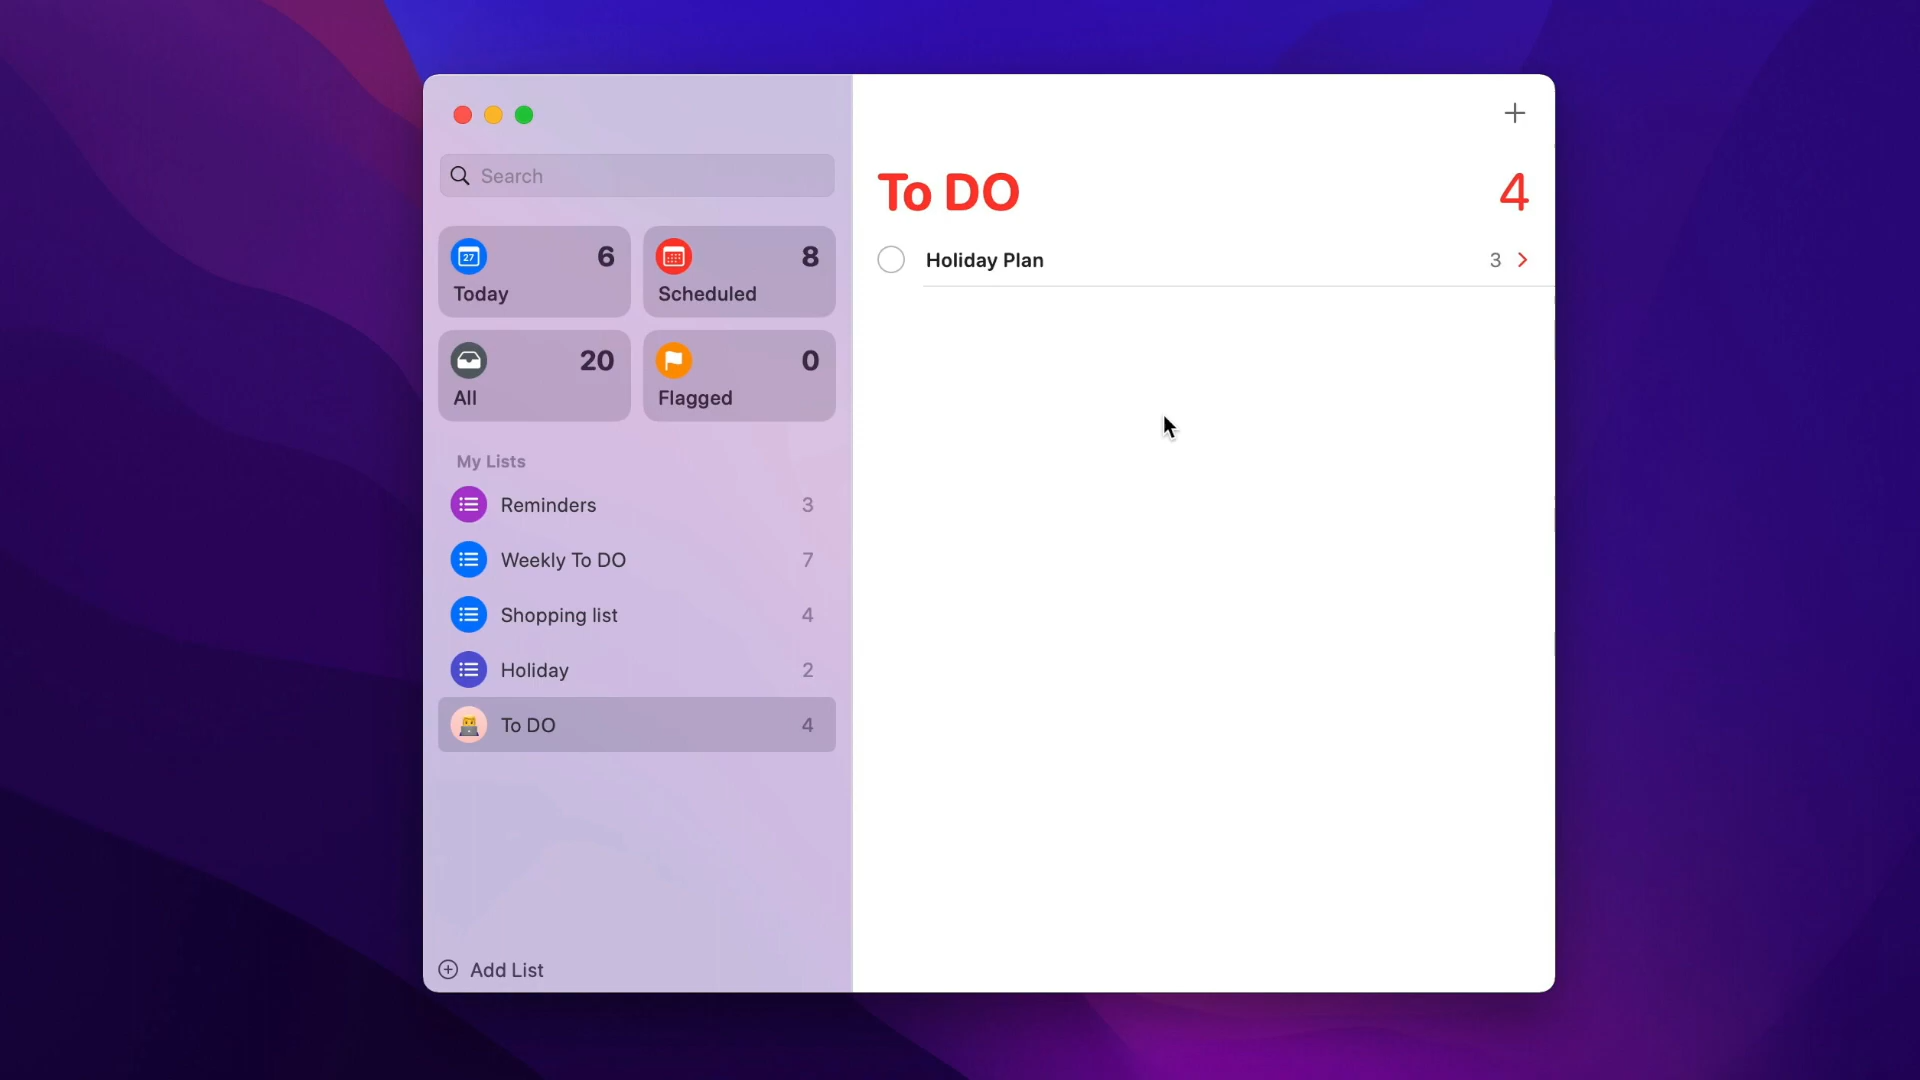 Search
27
6
Today
8
Scheduled
20
All
0
Flagged
My Lists
Reminders 3
Weekly To DO 7
Shopping list 4
Holiday 2
To DO 4
Add List
To DO 4
Holiday Plan 3